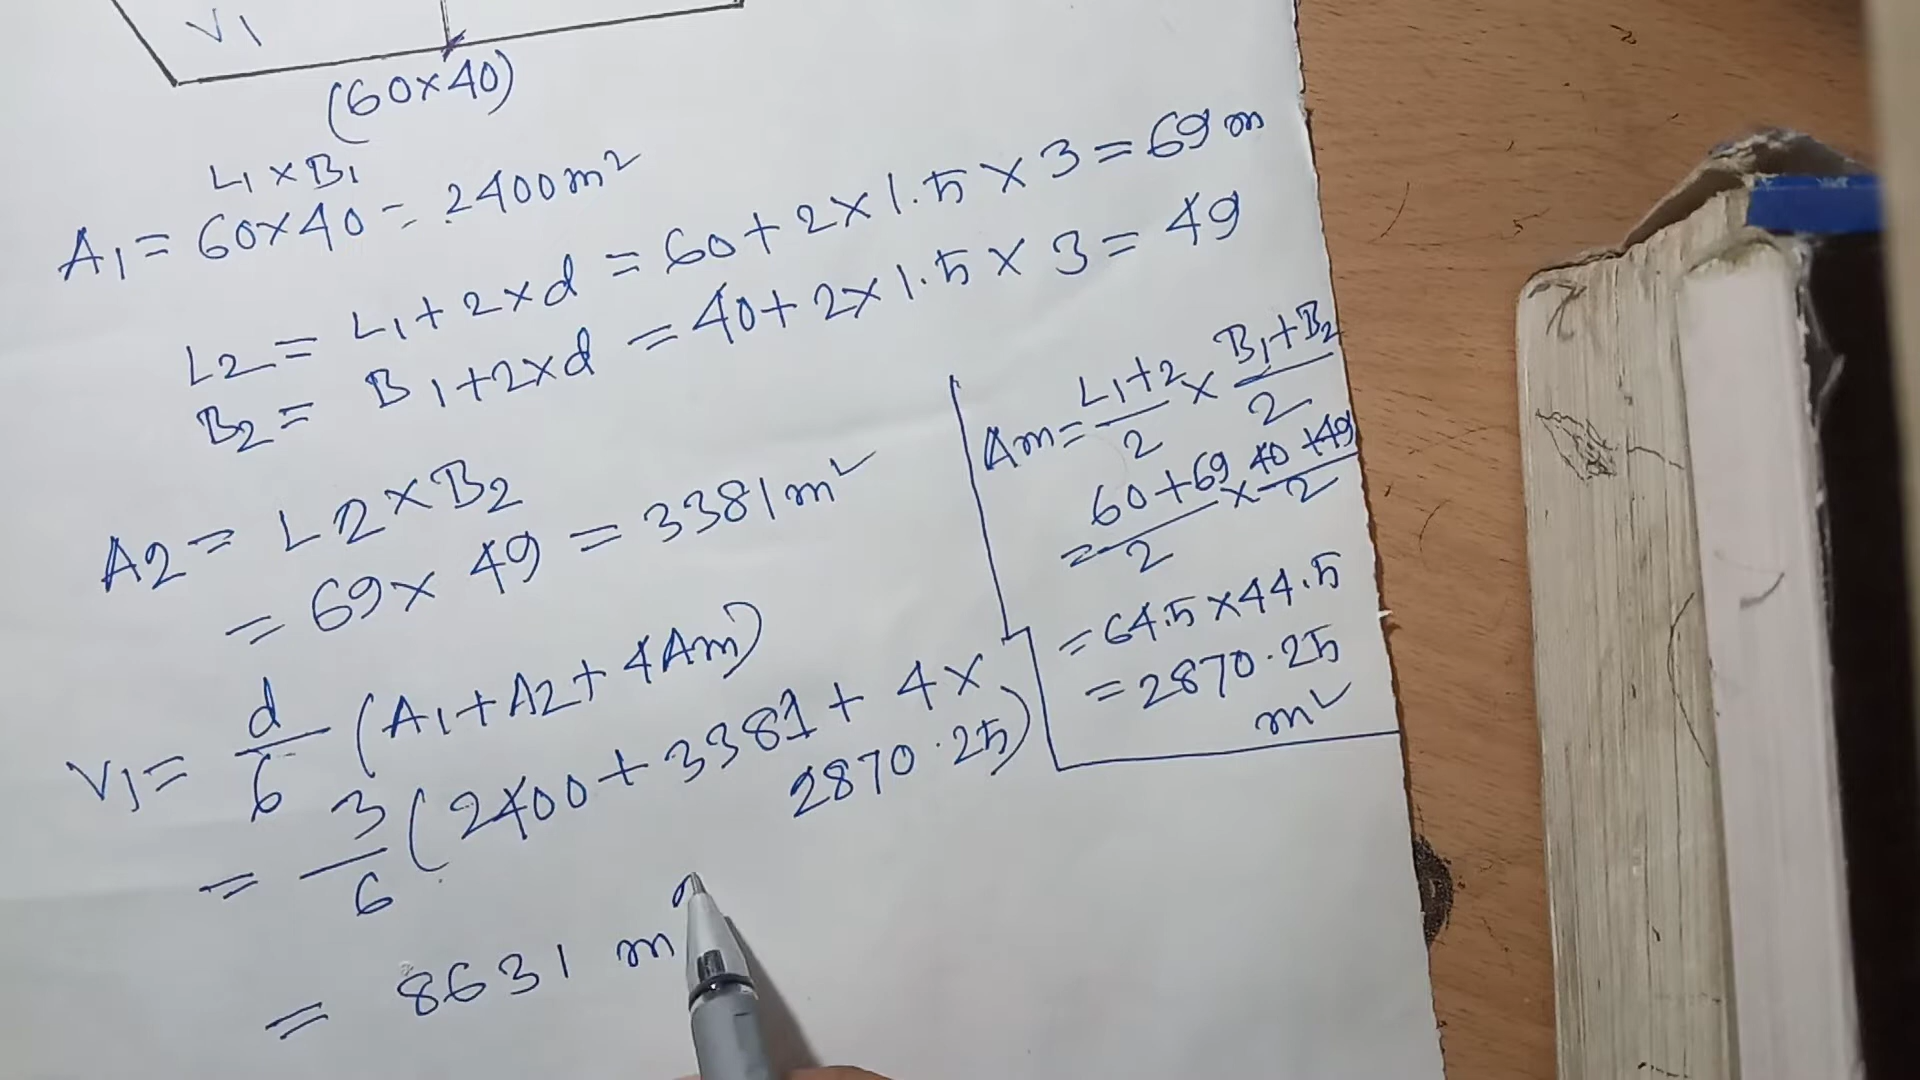 V1
(60×40)
L1×B1
A1= 60×40 = 2400m²
L2 = L1+2×d = 60+2×1.5×3=69m
B2= B1+2×d = 40+2×1.5×3=49
A2= L2×B2
= 69×49 = 3381m²
V1= d/6 (A1+A2+4Am)
= 3/6 (2400+3381+4×
2870.25)
= 8631 m
Am= L1+2/2 × B1+B2/2
= 60+69/2 × 40+49/2
= 64.5×44.5
= 2870.25
m²